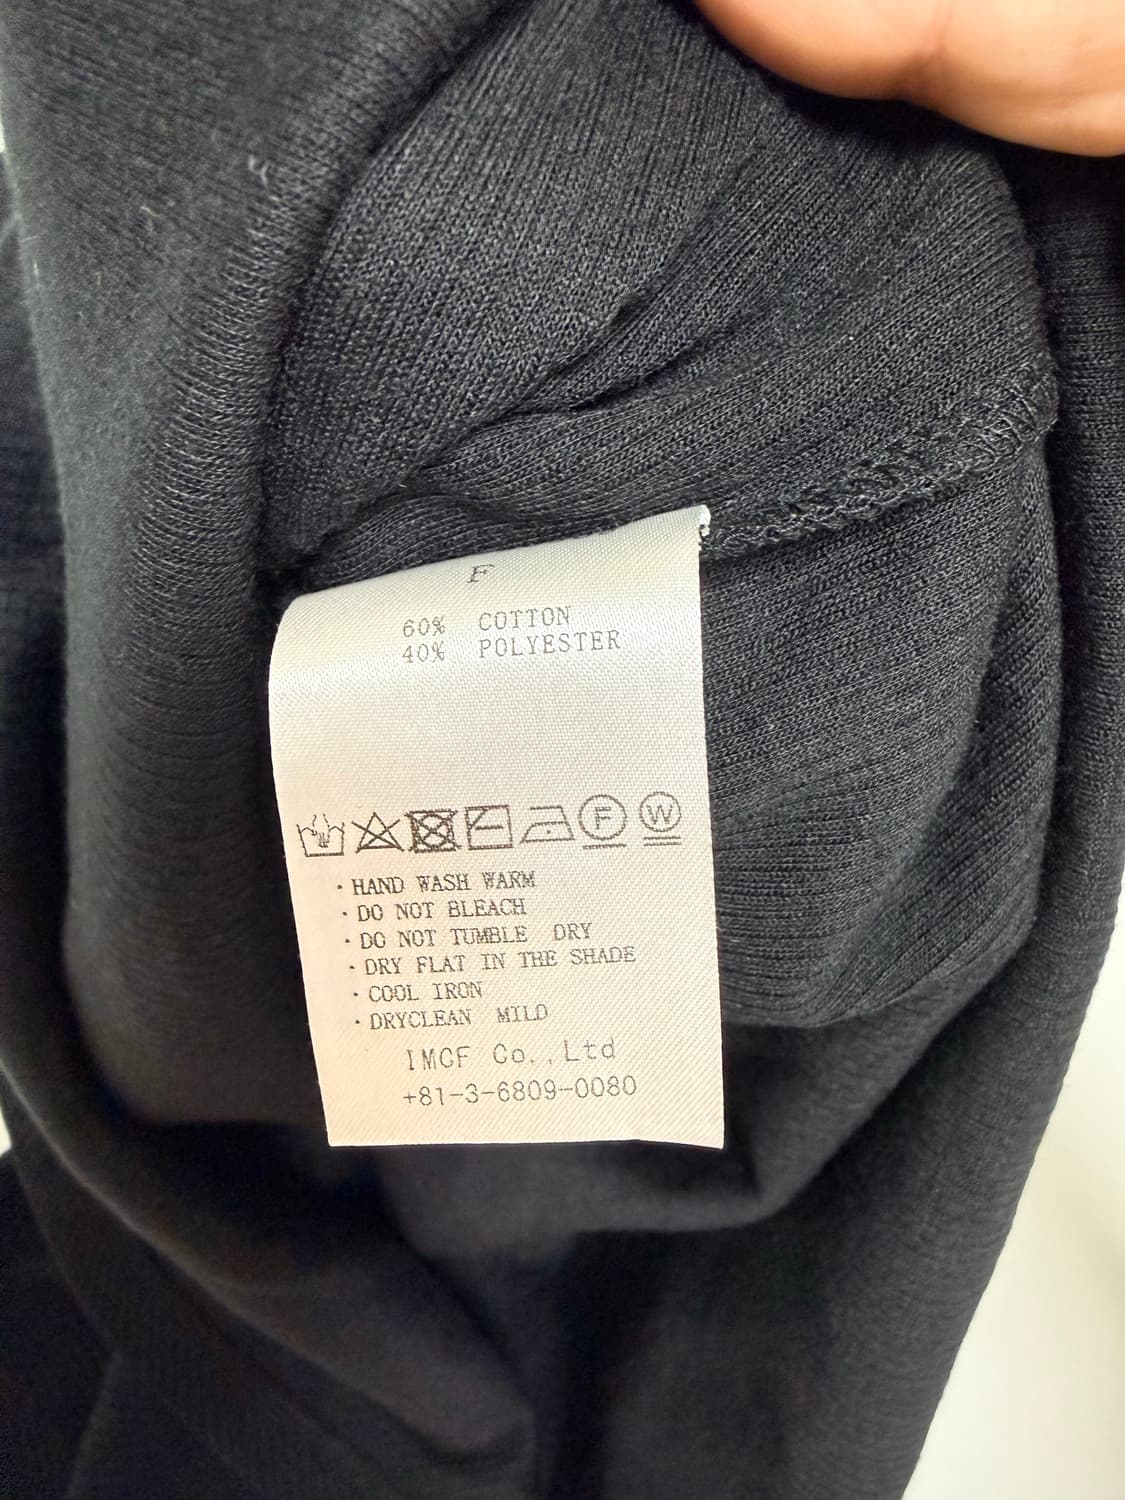 F
60% COTTON
40% POLYESTER
F W
・HAND WASH WARM
・DO NOT BLEACH
・DO NOT TUMBLE DRY
・DRY FLAT IN THE SHADE
・COOL IRON
・DRYCLEAN MILD
IMCF Co.,Ltd
+81-3-6809-0080